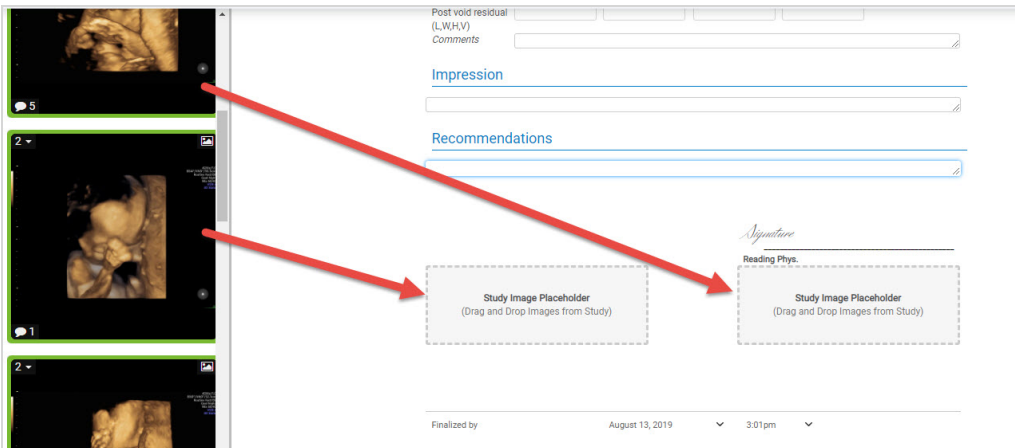 5
2
1
2
Post void residual
(L,W,H,V)
Comments
Impression
Recommendations
Signature
Reading Phys.
Study Image Placeholder
(Drag and Drop Images from Study)
Study Image Placeholder
(Drag and Drop Images from Study)
Finalized by August 13, 2019 3:01pm